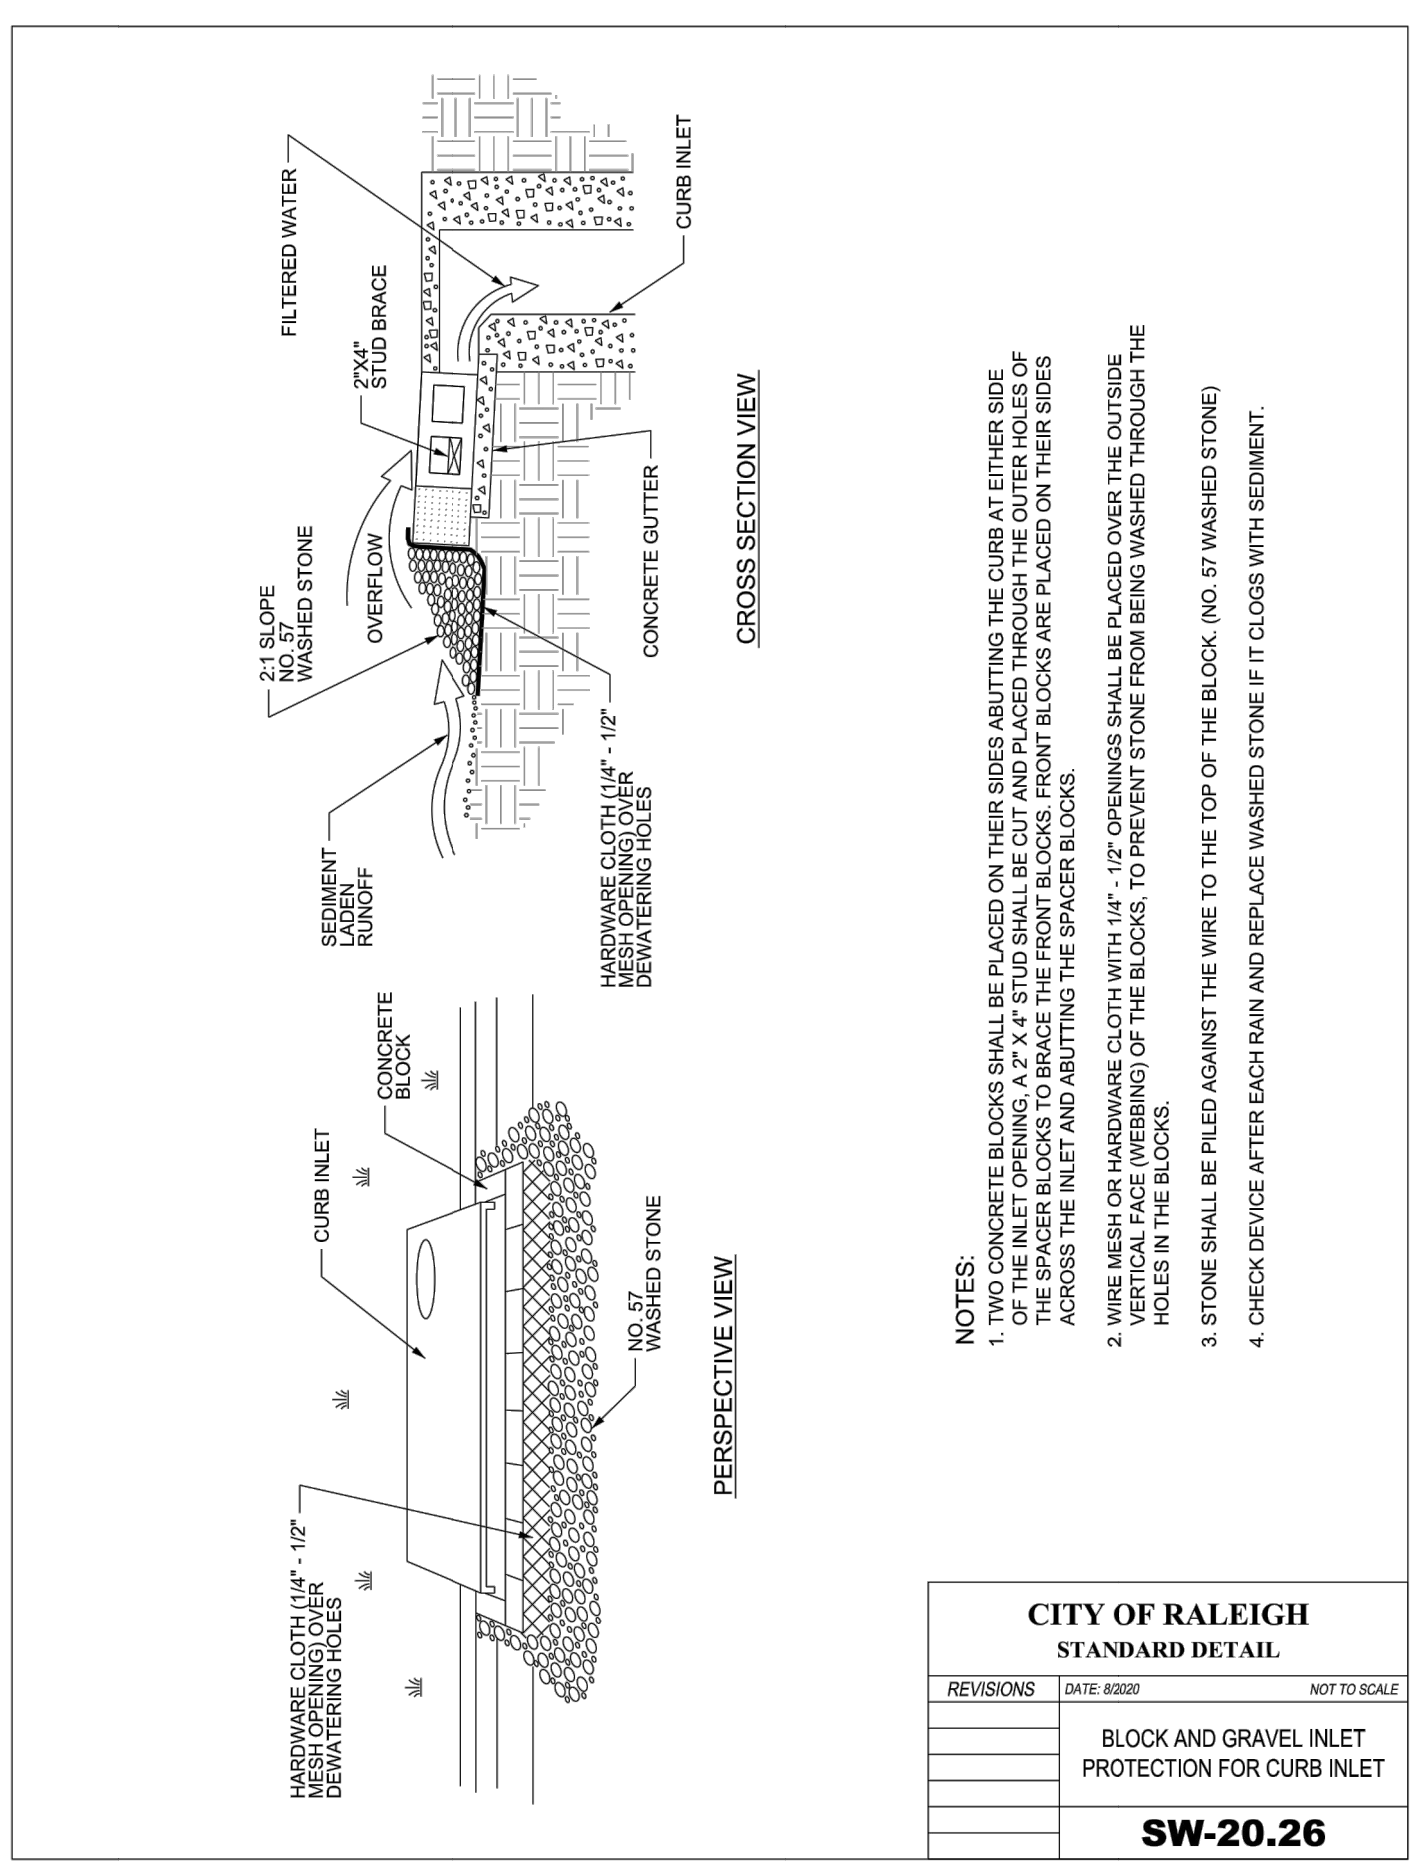 HARDWARE CLOTH (1/4" - 1/2"
MESH OPENING) OVER
DEWATERING HOLES
CURB INLET
CONCRETE
BLOCK
NO. 57
WASHED STONE
PERSPECTIVE VIEW
SEDIMENT
LADEN
RUNOFF
2:1 SLOPE
NO. 57
WASHED STONE
OVERFLOW
2"X4"
STUD BRACE
FILTERED WATER
CURB INLET
CONCRETE GUTTER
HARDWARE CLOTH (1/4" - 1/2"
MESH OPENING) OVER
DEWATERING HOLES
CROSS SECTION VIEW
NOTES:
1. TWO CONCRETE BLOCKS SHALL BE PLACED ON THEIR SIDES ABUTTING THE CURB AT EITHER SIDE
OF THE INLET OPENING, A 2" X 4" STUD SHALL BE CUT AND PLACED THROUGH THE OUTER HOLES OF
THE SPACER BLOCKS TO BRACE THE FRONT BLOCKS. FRONT BLOCKS ARE PLACED ON THEIR SIDES
ACROSS THE INLET AND ABUTTING THE SPACER BLOCKS.
2. WIRE MESH OR HARDWARE CLOTH WITH 1/4" - 1/2" OPENINGS SHALL BE PLACED OVER THE OUTSIDE
VERTICAL FACE (WEBBING) OF THE BLOCKS, TO PREVENT STONE FROM BEING WASHED THROUGH THE
HOLES IN THE BLOCKS.
3. STONE SHALL BE PILED AGAINST THE WIRE TO THE TOP OF THE BLOCK. (NO. 57 WASHED STONE)
4. CHECK DEVICE AFTER EACH RAIN AND REPLACE WASHED STONE IF IT CLOGS WITH SEDIMENT.
CITY OF RALEIGH
STANDARD DETAIL
REVISIONS
DATE: 8/2020
NOT TO SCALE
BLOCK AND GRAVEL INLET
PROTECTION FOR CURB INLET
SW-20.26